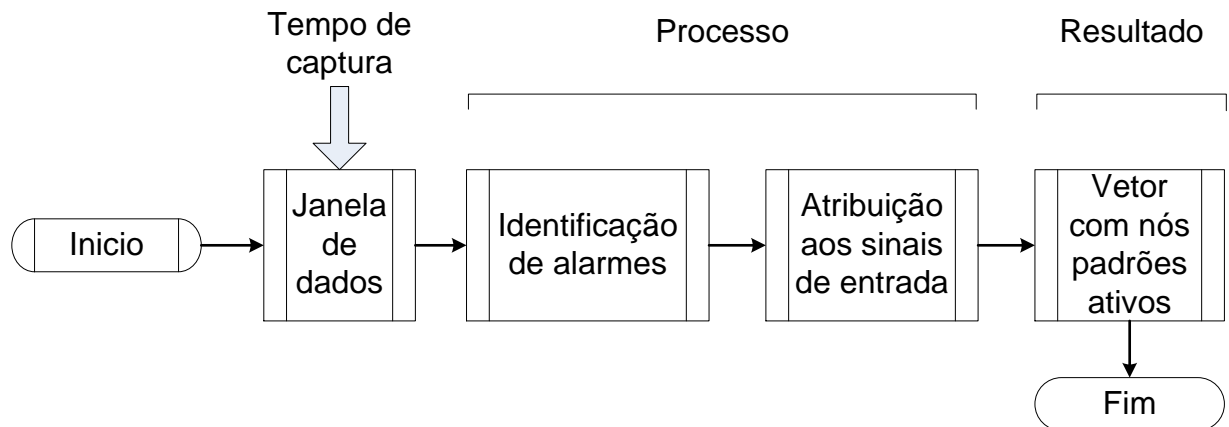 Tempo de
captura
Processo
Resultado
Inicio
Janela
de
dados
Identificação
de alarmes
Atribuição
aos sinais
de entrada
Vetor
com nós
padrões
ativos
Fim